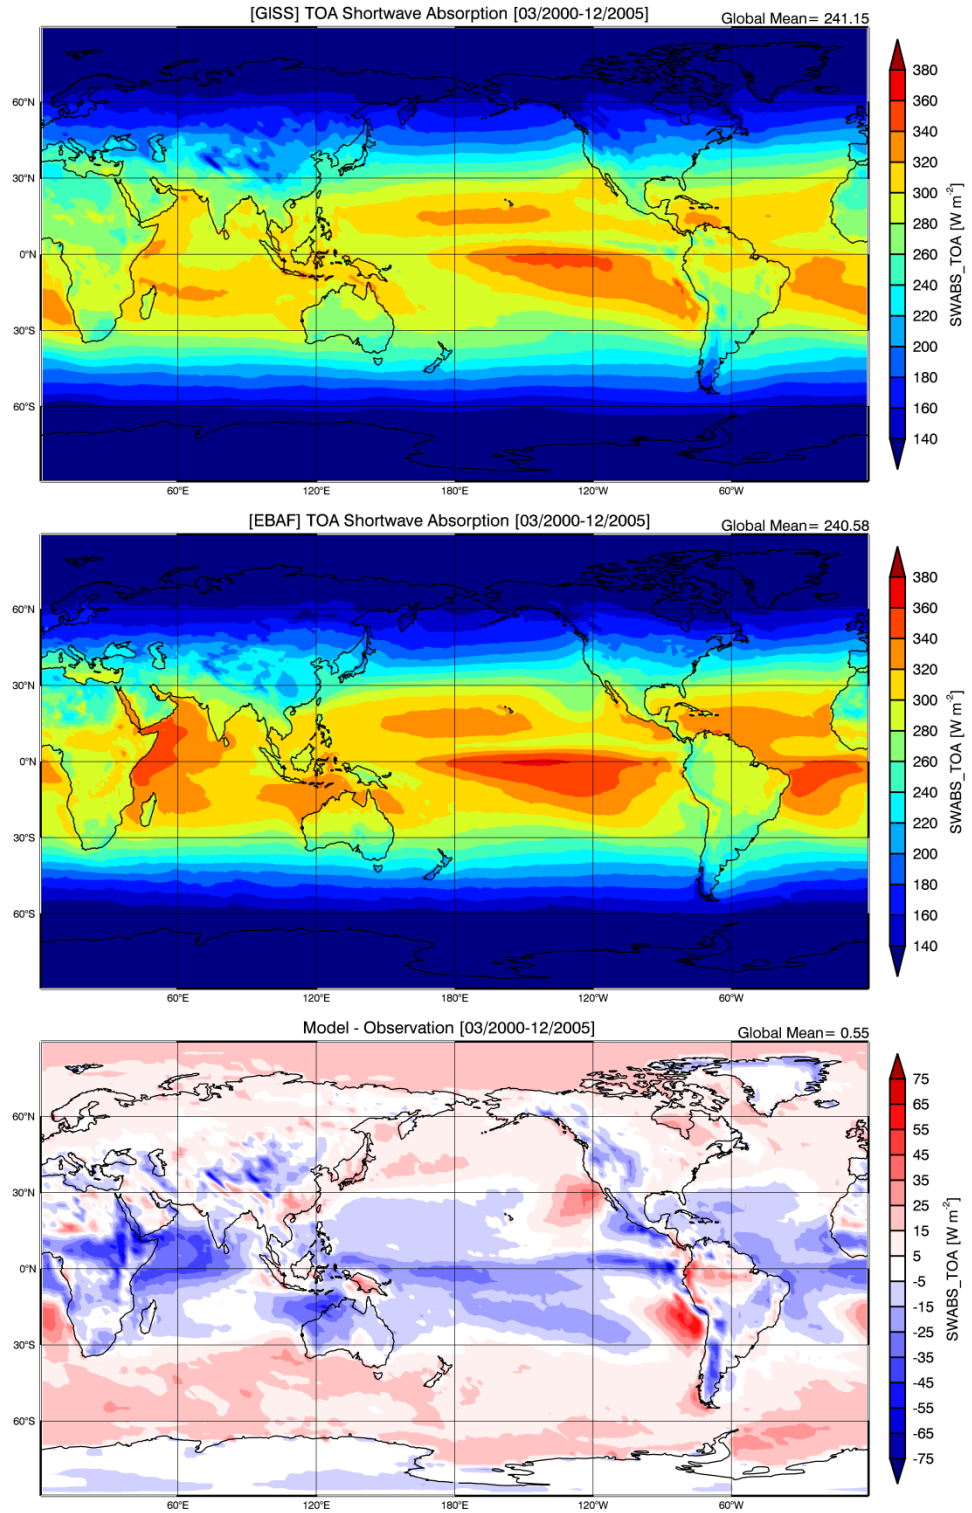 [GISS] TOA Shortwave Absorption [03/2000-12/2005]
Global Mean= 241.15
60°N
30°N
0°N
30°S
60°S
60°E 120°E 180°E 120°W 60°W
380
360
340
320
300
280
260
240
220
200
180
160
140
SWABS_TOA [W m⁻²]
[EBAF] TOA Shortwave Absorption [03/2000-12/2005]
Global Mean= 240.58
60°N
30°N
0°N
30°S
60°S
60°E 120°E 180°E 120°W 60°W
380
360
340
320
300
280
260
240
220
200
180
160
140
SWABS_TOA [W m⁻²]
Model - Observation [03/2000-12/2005]
Global Mean= 0.55
60°N
30°N
0°N
30°S
60°S
60°E 120°E 180°E 120°W 60°W
75
65
55
45
35
25
15
5
-5
-15
-25
-35
-45
-55
-65
-75
SWABS_TOA [W m⁻²]